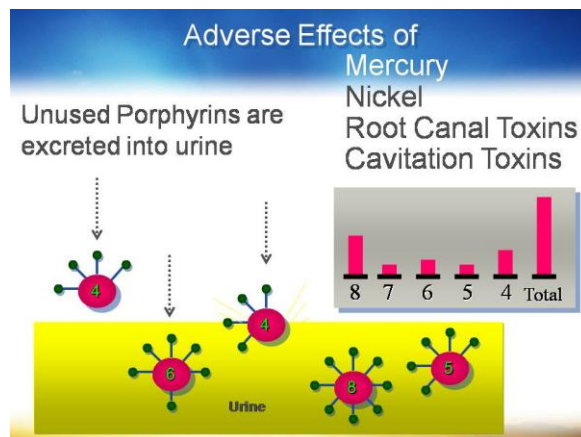 Adverse Effects of
Mercury
Nickel
Root Canal Toxins
Cavitation Toxins
Unused Porphyrins are
excreted into urine
8 7 6 5 4 Total
4
4
6
8
5
Urine